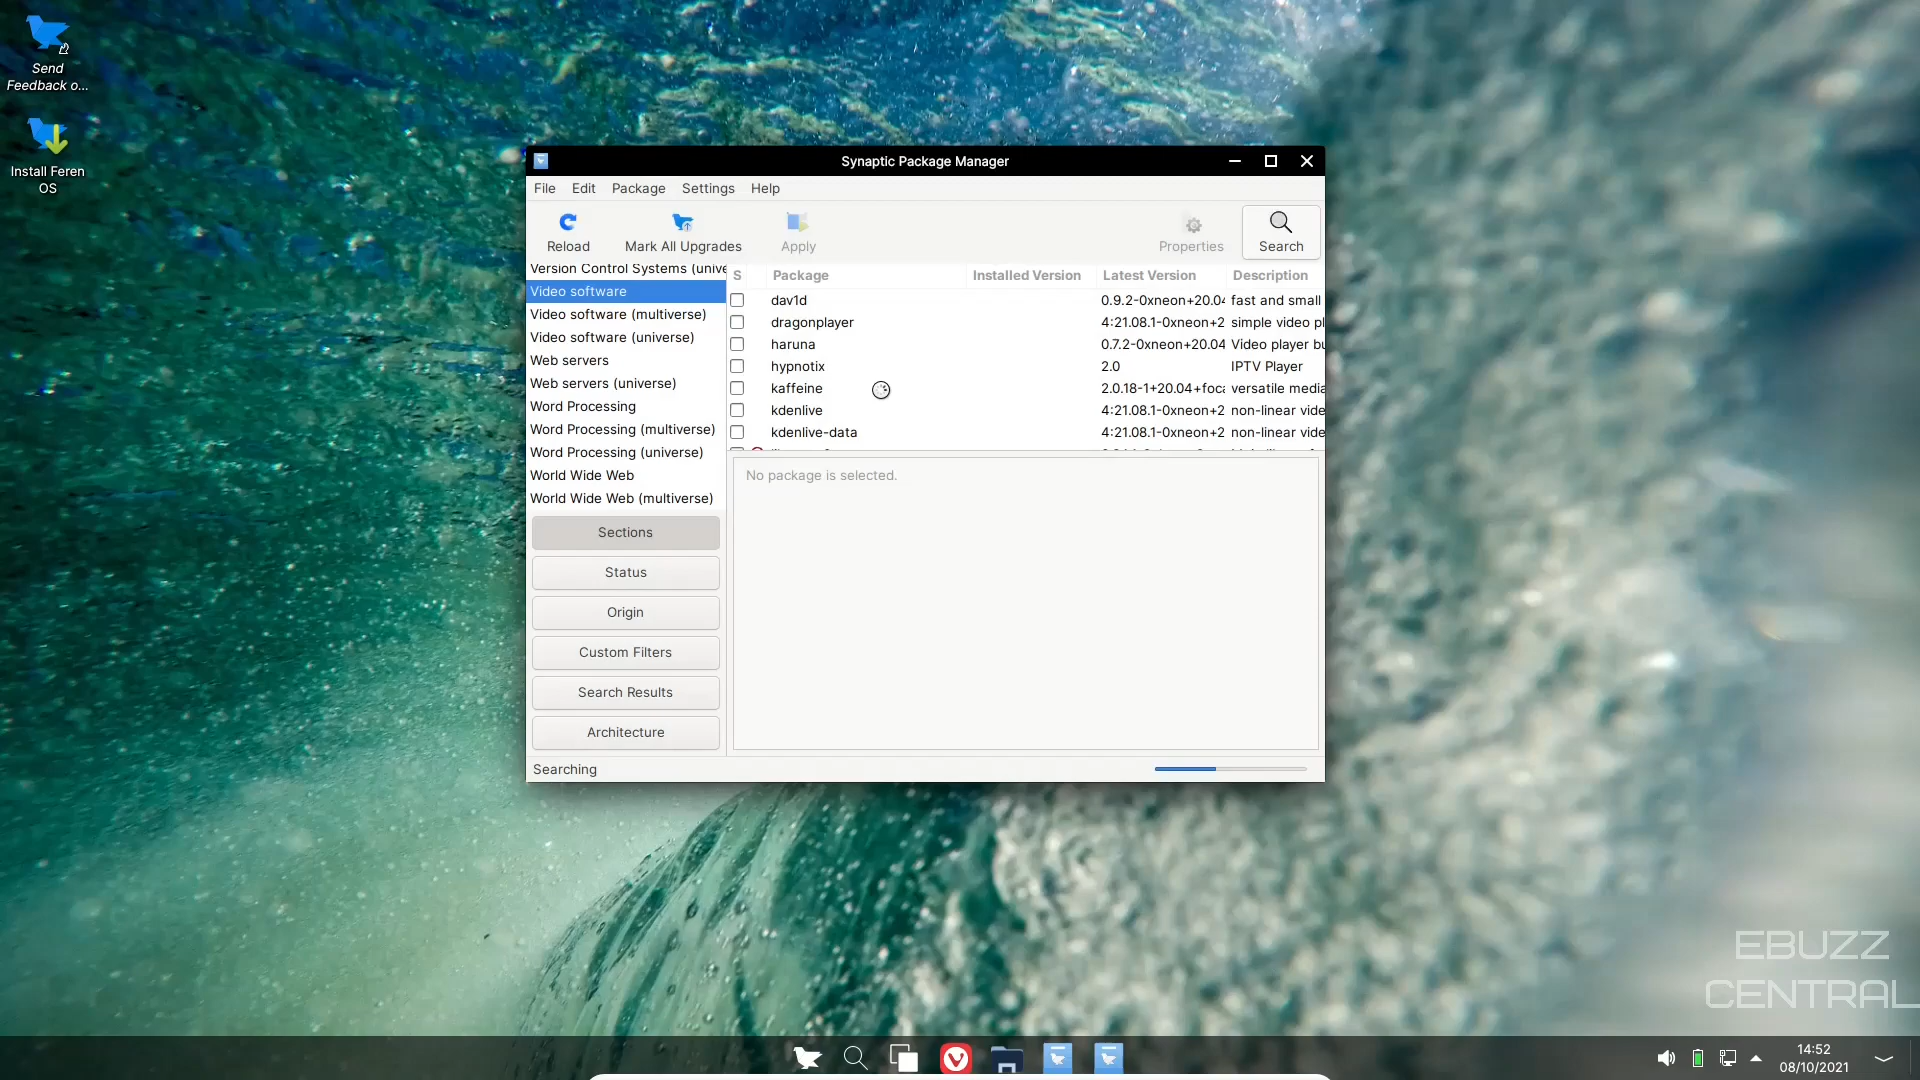 Send
Feedback o...
Install Feren
OS
Synaptic Package Manager
File Edit Package Settings Help
Reload Mark All Upgrades Apply Properties Search
Version Control Systems (unive
Video software
Video software (multiverse)
Video software (universe)
Web servers
Web servers (universe)
Word Processing
Word Processing (multiverse)
Word Processing (universe)
World Wide Web
World Wide Web (multiverse)
Sections
Status
Origin
Custom Filters
Search Results
Architecture
S Package Installed Version Latest Version Description
dav1d 0.9.2-0xneon+20.04 fast and small
dragonplayer 4:21.08.1-0xneon+2 simple video pl
haruna 0.7.2-0xneon+20.04 Video player bu
hypnotix 2.0 IPTV Player
kaffeine 2.0.18-1+20.04+foca versatile media
kdenlive 4:21.08.1-0xneon+2 non-linear vide
kdenlive-data 4:21.08.1-0xneon+2 non-linear vide
No package is selected.
Searching
EBUZZ
CENTRAL
14:52
08/10/2021